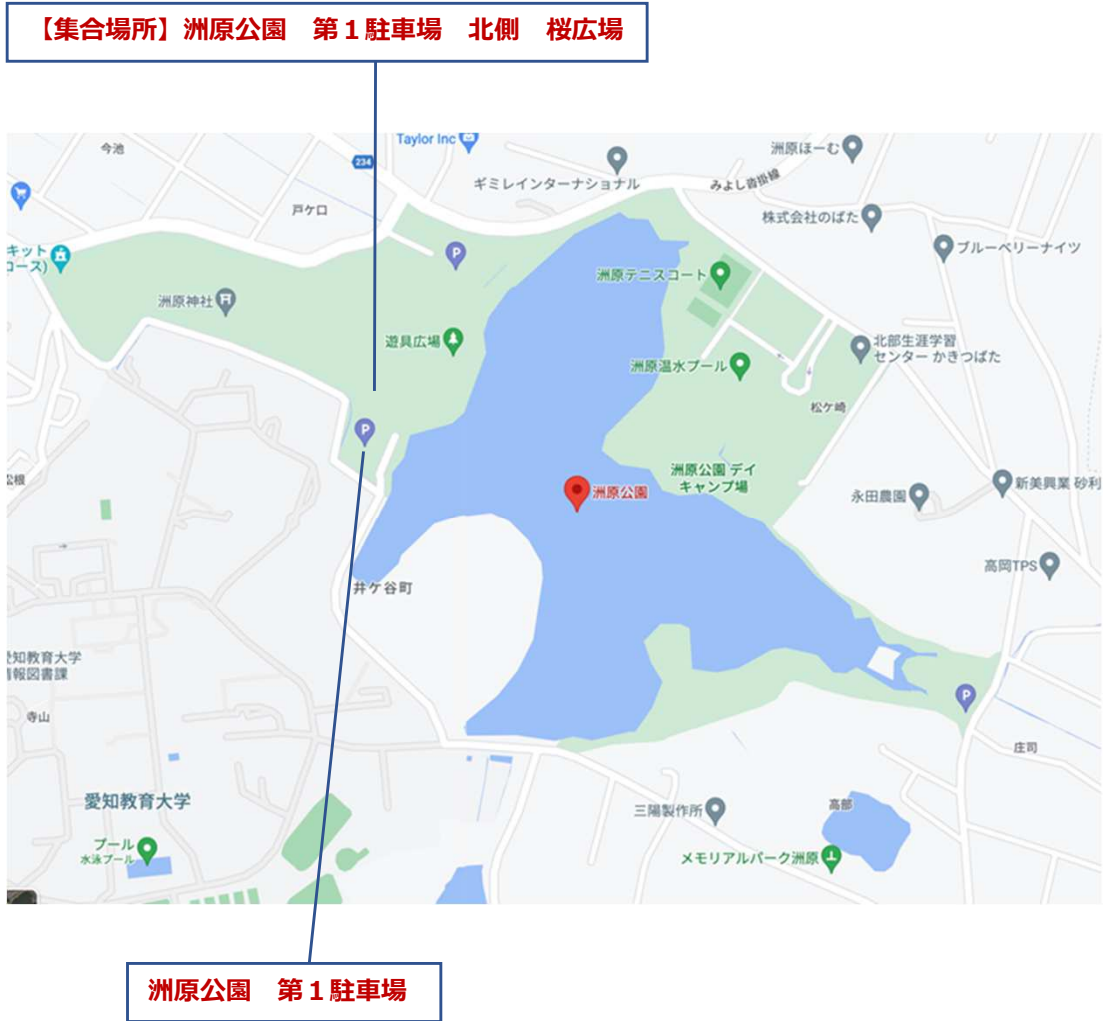 【集合場所】洲原公園　第１駐車場　北側　桜広場
今池
234
Taylor Inc
ギミレインターナショナル
洲原ほーむ
みよし沓掛線
戸ケ口
株式会社のばた
ブルーベリーナイツ
キット
コース)
洲原神社
P
洲原テニスコート
遊具広場
北部生涯学習
センター かきつばた
洲原温水プール
松ケ崎
P
洲原公園 デイ
キャンプ場
洲原公園
永田農園
新美興業 砂利
高岡TPS
井ケ谷町
愛知教育大学
情報図書課
P
寺山
庄司
愛知教育大学
三陽製作所
高部
プール
水泳プール
メモリアルパーク洲原
洲原公園　第１駐車場